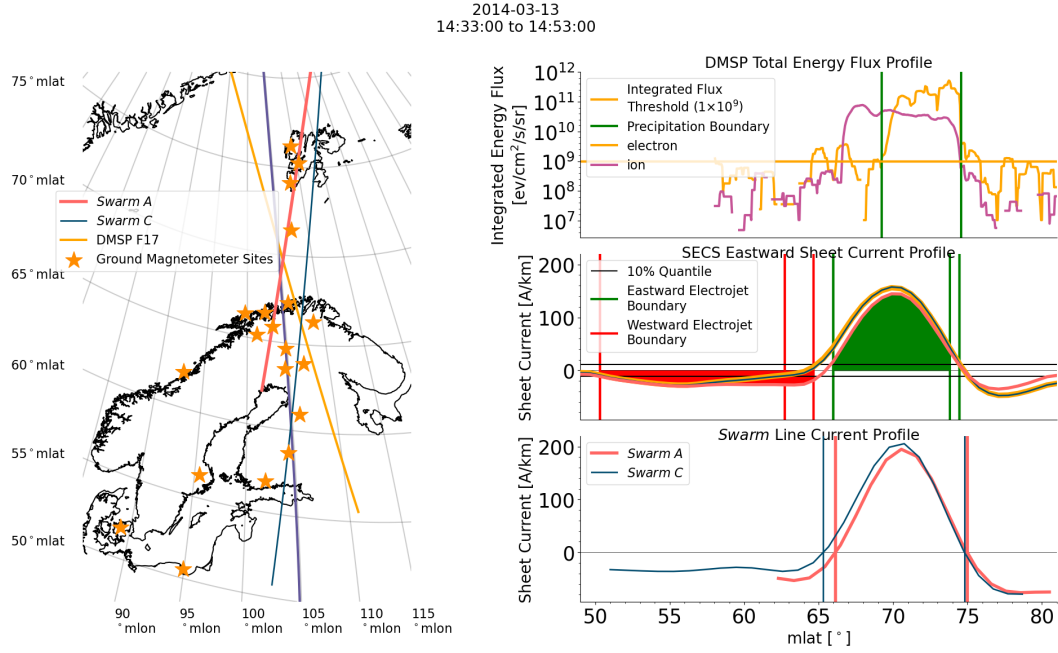 2014-03-13
14:33:00 to 14:53:00
75°mlat
70°mlat
65°mlat
60°mlat
55°mlat
50°mlat
Swarm A
Swarm C
DMSP F17
Ground Magnetometer Sites
90 95 100 105 110 115
°mlon °mlon °mlon °mlon °mlon °mlon
DMSP Total Energy Flux Profile
Integrated Energy Flux
[ev/cm²/s/sr]
10¹²
10¹¹
10¹⁰
10⁹
10⁸
10⁷
Integrated Flux
Threshold (1×10⁹)
Precipitation Boundary
electron
ion
SECS Eastward Sheet Current Profile
Sheet Current [A/km]
200
100
0
10% Quantile
Eastward Electrojet
Boundary
Westward Electrojet
Boundary
Swarm Line Current Profile
Sheet Current [A/km]
200
100
0
Swarm A
Swarm C
50 55 60 65 70 75 80
mlat [°]